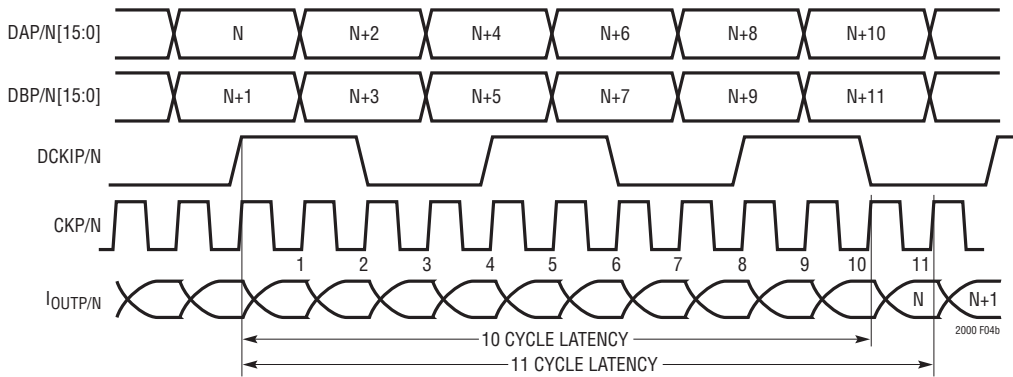 DAP/N[15:0] N N+2 N+4 N+6 N+8 N+10
DBP/N[15:0] N+1 N+3 N+5 N+7 N+9 N+11
DCKIP/N
CKP/N
1 2 3 4 5 6 7 8 9 10 11
IOUTP/N N N+1
2000 F04b
10 CYCLE LATENCY
11 CYCLE LATENCY